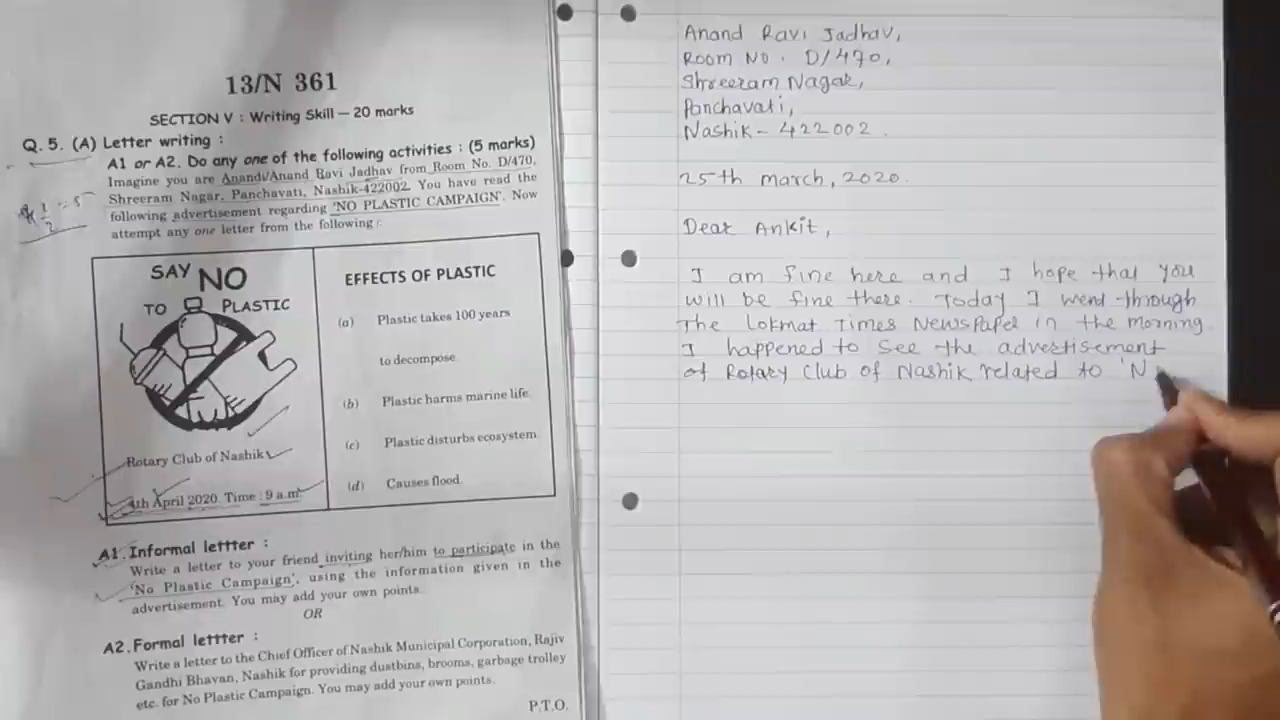 13/N 361
SECTION V : Writing Skill – 20 marks
Q. 5. (A) Letter writing :
A1 or A2. Do any one of the following activities : (5 marks)
Imagine you are Anandi/Anand Ravi Jadhav from Room No. D/470,
Shreeram Nagar, Panchavati, Nashik-422002. You have read the
following advertisement regarding 'NO PLASTIC CAMPAIGN'. Now
attempt any one letter from the following :
SAY NO
TO PLASTIC
Rotary Club of Nashik
4th April 2020. Time : 9 a.m.
EFFECTS OF PLASTIC
(a) Plastic takes 100 years
to decompose.
(b) Plastic harms marine life.
(c) Plastic disturbs ecosystem.
(d) Causes flood.
A1. Informal lettter :
Write a letter to your friend inviting her/him to participate in the
'No Plastic Campaign', using the information given in the
advertisement. You may add your own points.
OR
A2. Formal lettter :
Write a letter to the Chief Officer of Nashik Municipal Corporation, Rajiv
Gandhi Bhavan, Nashik for providing dustbins, brooms, garbage trolley
etc. for No Plastic Campaign. You may add your own points.
P.T.O.
Anand Ravi Jadhav,
Room No. D/470,
Shreeram Nagar,
Panchavati,
Nashik- 422002.
25th march, 2020.
Dear Ankit,
I am fine here and I hope that you
will be fine there. Today I went through
The Lokmat Times Newspaper in the morning.
I happened to see the advertisement
of Rotary Club of Nashik related to 'N